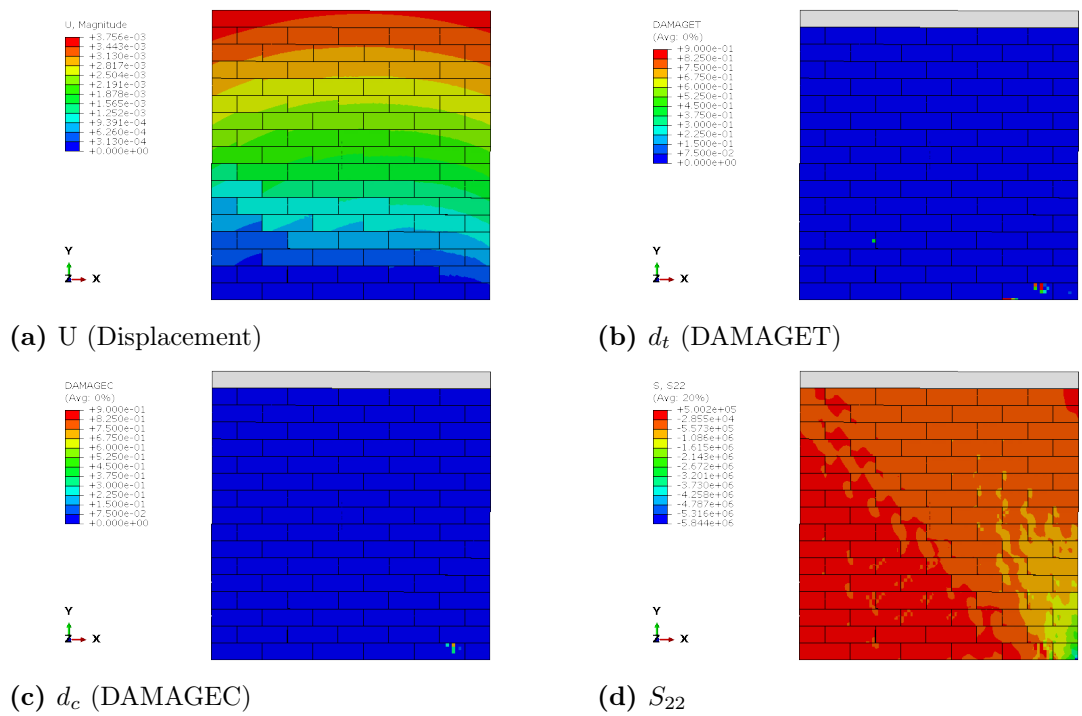 U, Magnitude
+3.756e-03
+3.443e-03
+3.130e-03
+2.817e-03
+2.504e-03
+2.191e-03
+1.878e-03
+1.565e-03
+1.252e-03
+9.391e-04
+6.260e-04
+3.130e-04
+0.000e+00
Y
Z X
(a) U (Displacement)
DAMAGET
(Avg: 0%)
+9.000e-01
+8.250e-01
+7.500e-01
+6.750e-01
+6.000e-01
+5.250e-01
+4.500e-01
+3.750e-01
+3.000e-01
+2.250e-01
+1.500e-01
+7.500e-02
+0.000e+00
Y
Z X
(b) d_t (DAMAGET)
DAMAGEC
(Avg: 0%)
+9.000e-01
+8.250e-01
+7.500e-01
+6.750e-01
+6.000e-01
+5.250e-01
+4.500e-01
+3.750e-01
+3.000e-01
+2.250e-01
+1.500e-01
+7.500e-02
+0.000e+00
Y
Z X
(c) d_c (DAMAGEC)
S, S22
(Avg: 20%)
+5.002e+05
-2.855e+04
-5.573e+05
-1.086e+06
-1.615e+06
-2.143e+06
-2.672e+06
-3.201e+06
-3.730e+06
-4.258e+06
-4.787e+06
-5.316e+06
-5.844e+06
Y
Z X
(d) S_22